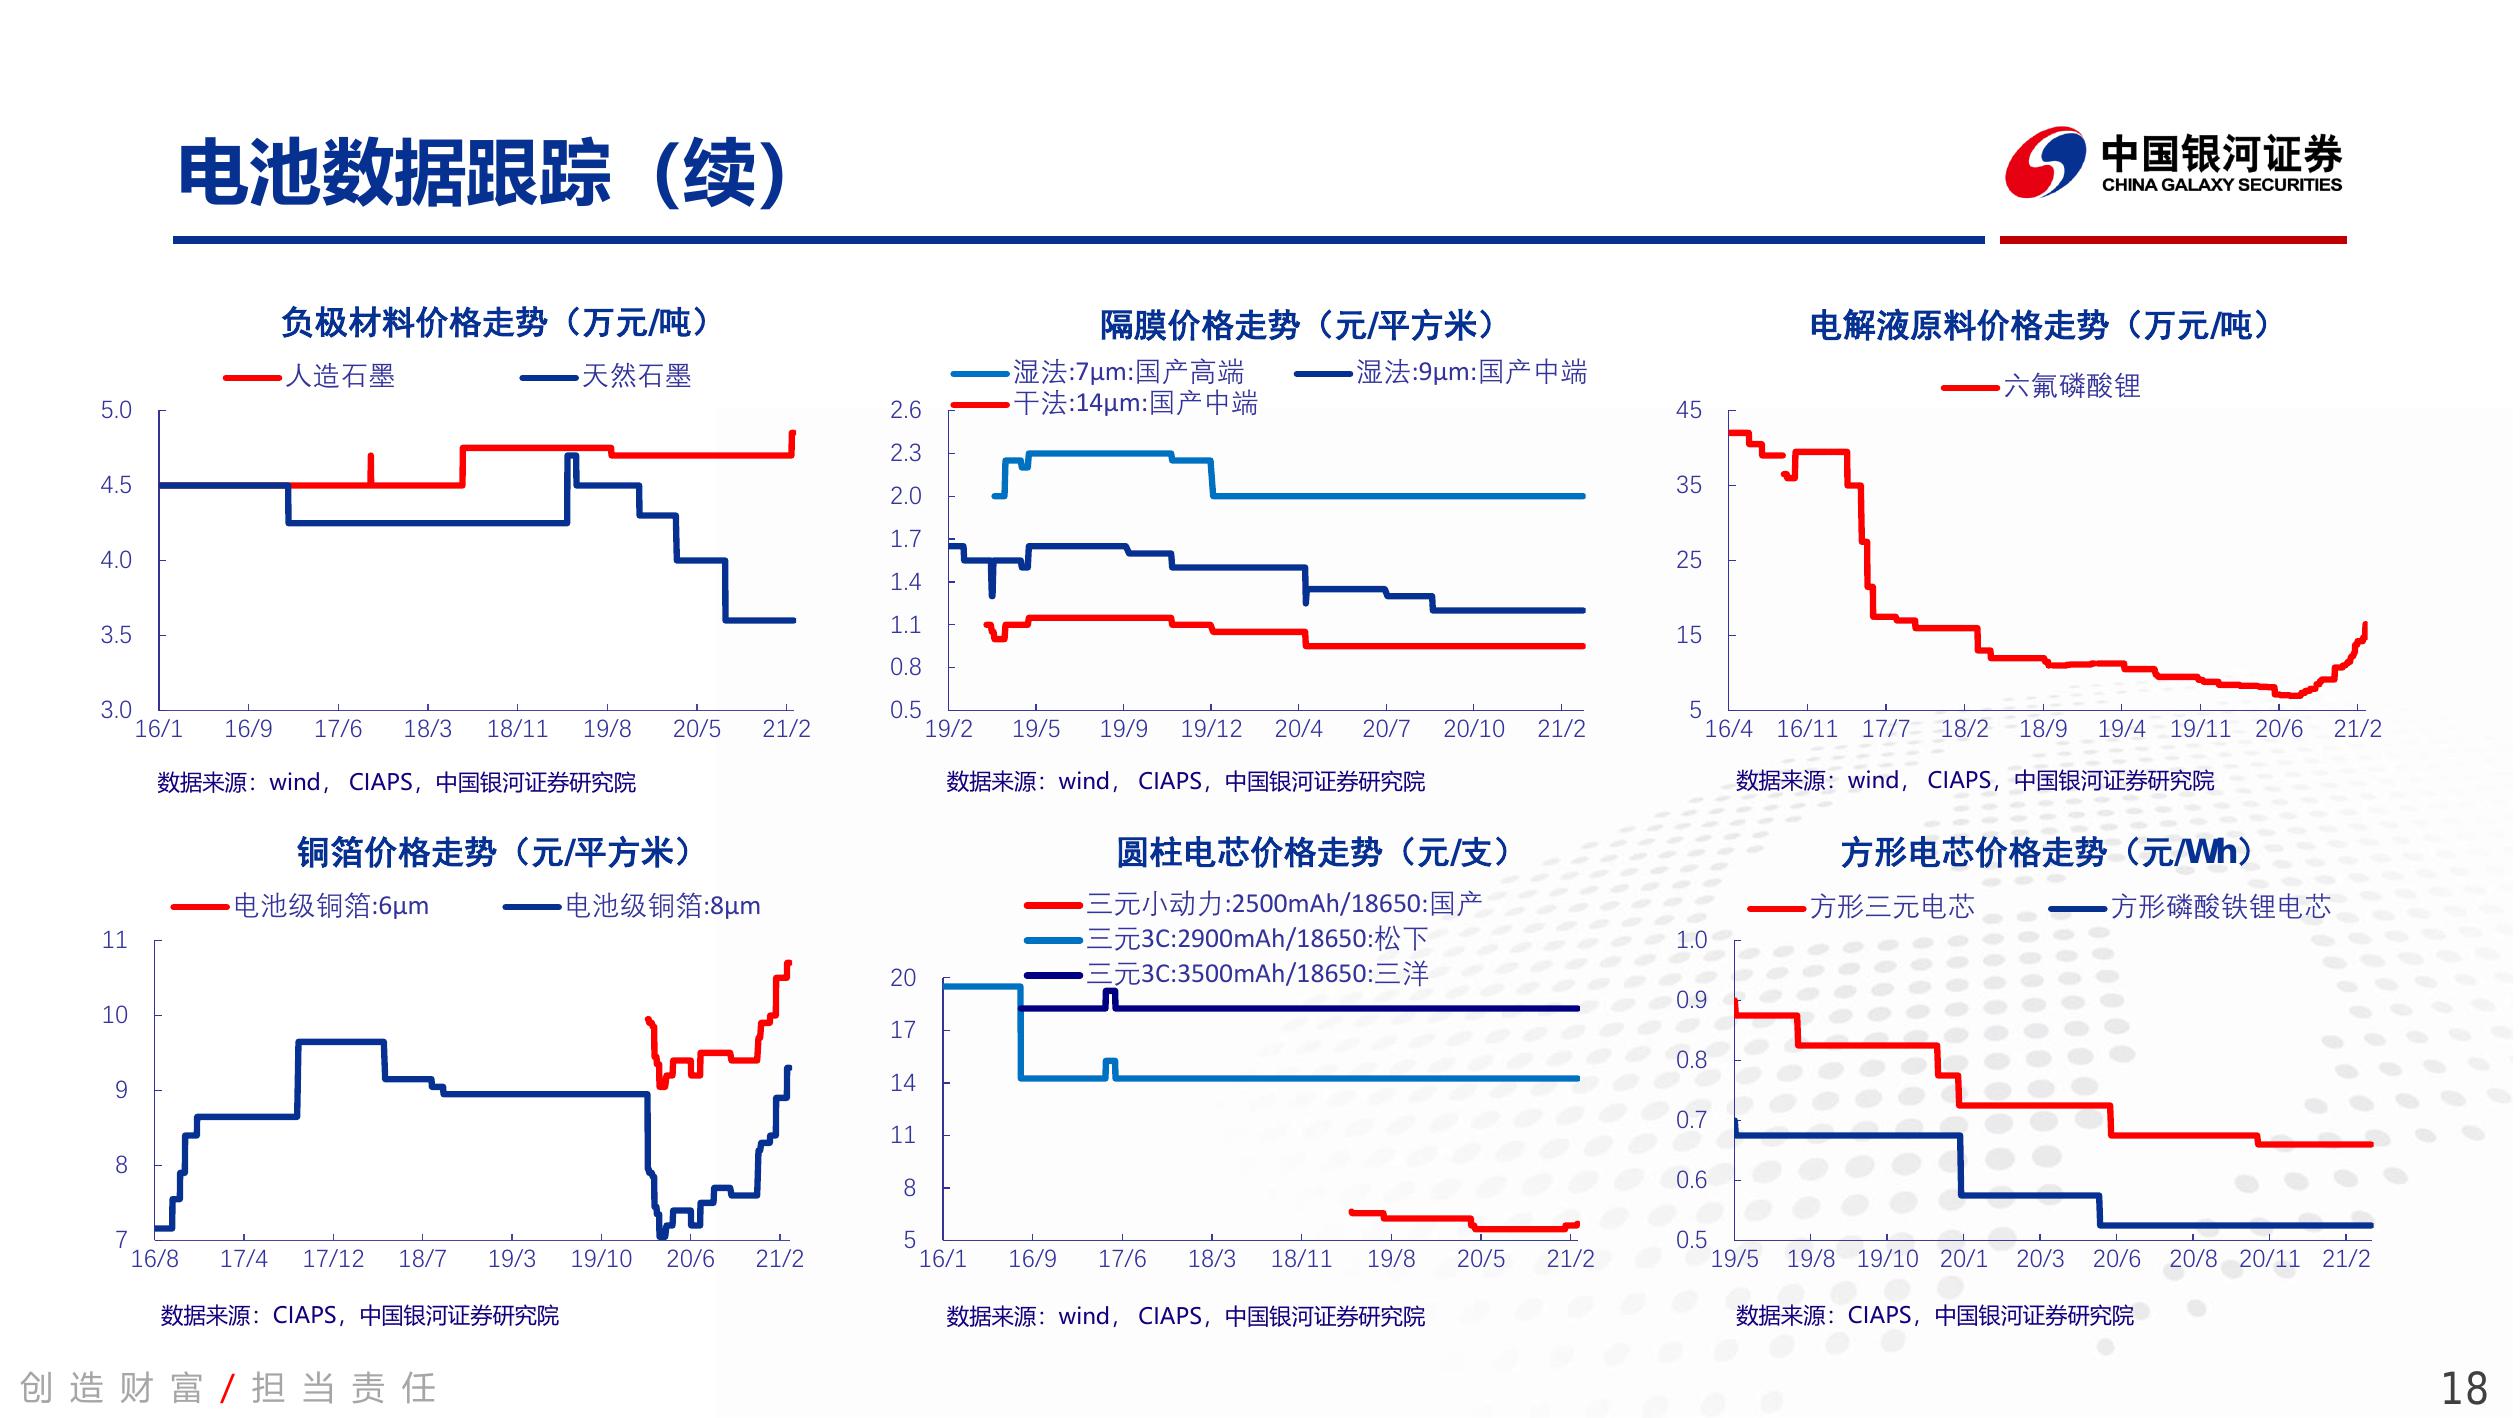 电池数据跟踪（续）
中国银河证券
CHINA GALAXY SECURITIES
负极材料价格走势（万元/吨）
人造石墨 天然石墨
5.0
4.5
4.0
3.5
3.0
16/1 16/9 17/6 18/3 18/11 19/8 20/5 21/2
数据来源：wind， CIAPS，中国银河证券研究院
隔膜价格走势（元/平方米）
湿法:7μm:国产高端 湿法:9μm:国产中端
干法:14μm:国产中端
2.6
2.3
2.0
1.7
1.4
1.1
0.8
0.5
19/2 19/5 19/9 19/12 20/4 20/7 20/10 21/2
数据来源：wind， CIAPS，中国银河证券研究院
电解液原料价格走势（万元/吨）
六氟磷酸锂
45
35
25
15
5
16/4 16/11 17/7 18/2 18/9 19/4 19/11 20/6 21/2
数据来源：wind， CIAPS，中国银河证券研究院
铜箔价格走势（元/平方米）
电池级铜箔:6μm 电池级铜箔:8μm
11
10
9
8
7
16/8 17/4 17/12 18/7 19/3 19/10 20/6 21/2
数据来源：CIAPS，中国银河证券研究院
圆柱电芯价格走势（元/支）
三元小动力:2500mAh/18650:国产
三元3C:2900mAh/18650:松下
三元3C:3500mAh/18650:三洋
20
17
14
11
8
5
16/1 16/9 17/6 18/3 18/11 19/8 20/5 21/2
数据来源：wind， CIAPS，中国银河证券研究院
方形电芯价格走势（元/Wh）
方形三元电芯 方形磷酸铁锂电芯
1.0
0.9
0.8
0.7
0.6
0.5
19/5 19/8 19/10 20/1 20/3 20/6 20/8 20/11 21/2
数据来源：CIAPS，中国银河证券研究院
创造财富/担当责任
18